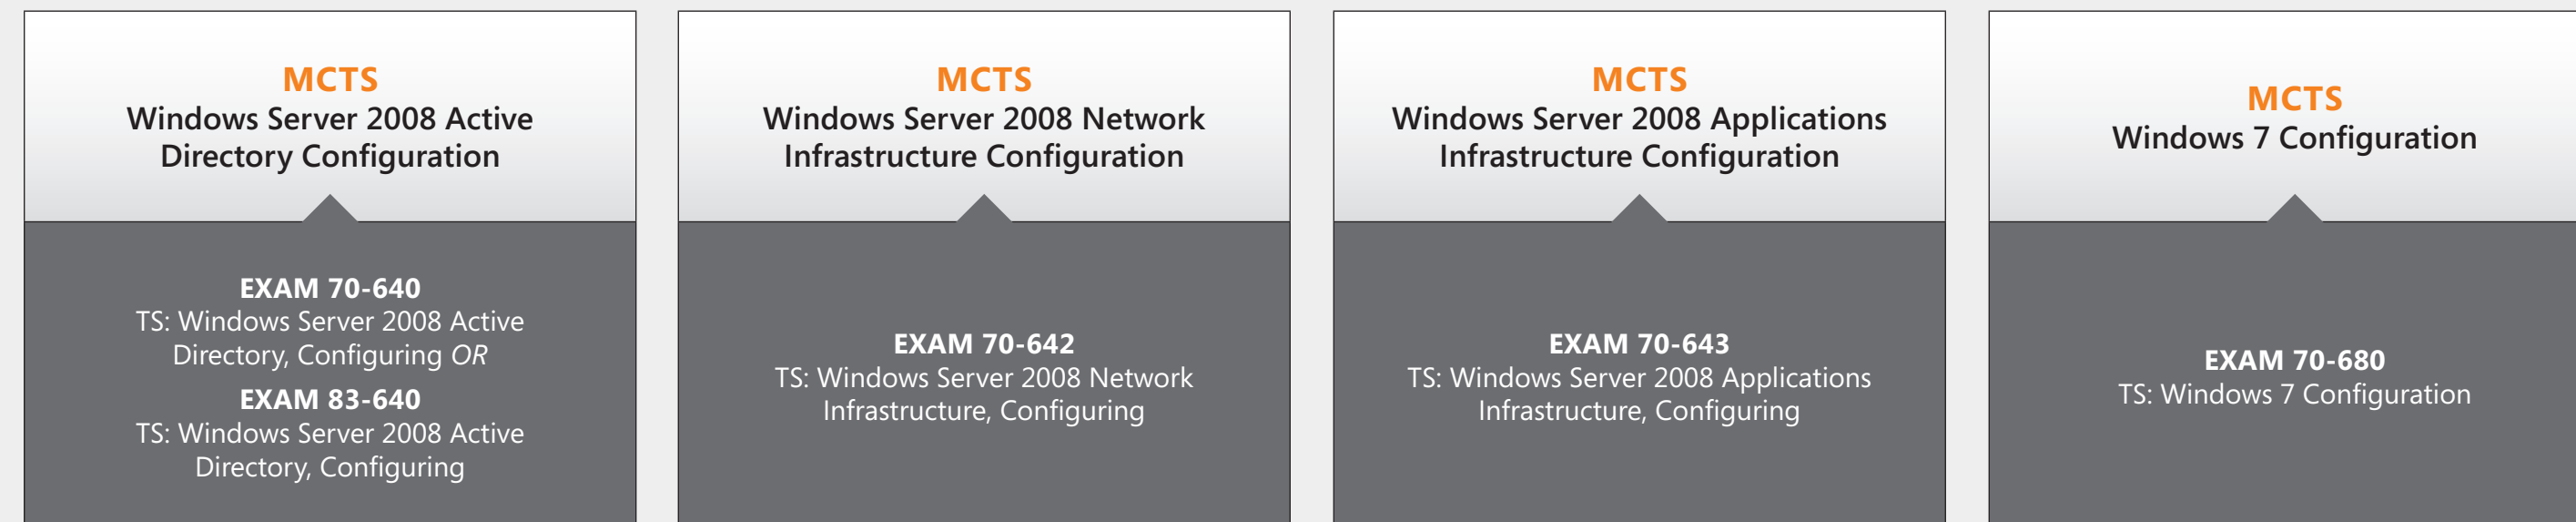 MCTS
Windows Server 2008 Active
Directory Configuration
EXAM 70-640
TS: Windows Server 2008 Active
Directory, Configuring OR
EXAM 83-640
TS: Windows Server 2008 Active
Directory, Configuring
MCTS
Windows Server 2008 Network
Infrastructure Configuration
EXAM 70-642
TS: Windows Server 2008 Network
Infrastructure, Configuring
MCTS
Windows Server 2008 Applications
Infrastructure Configuration
EXAM 70-643
TS: Windows Server 2008 Applications
Infrastructure, Configuring
MCTS
Windows 7 Configuration
EXAM 70-680
TS: Windows 7 Configuration